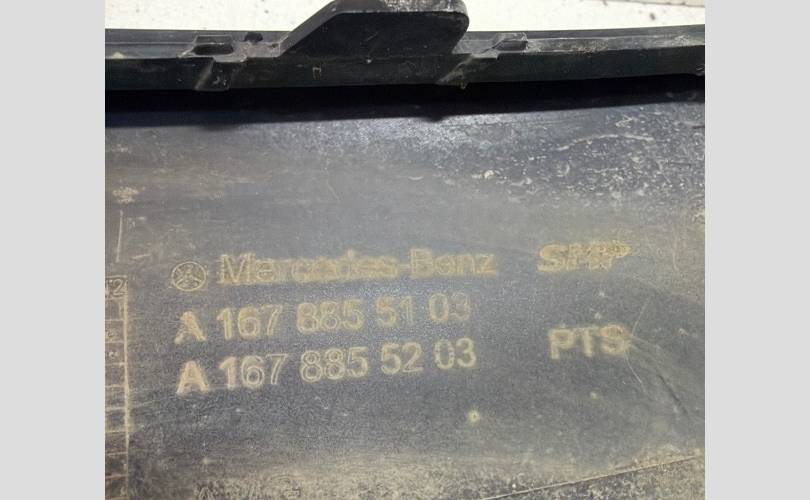 Mercedes-Benz SMP
A 167 885 51 03
A 167 885 52 03 PTS